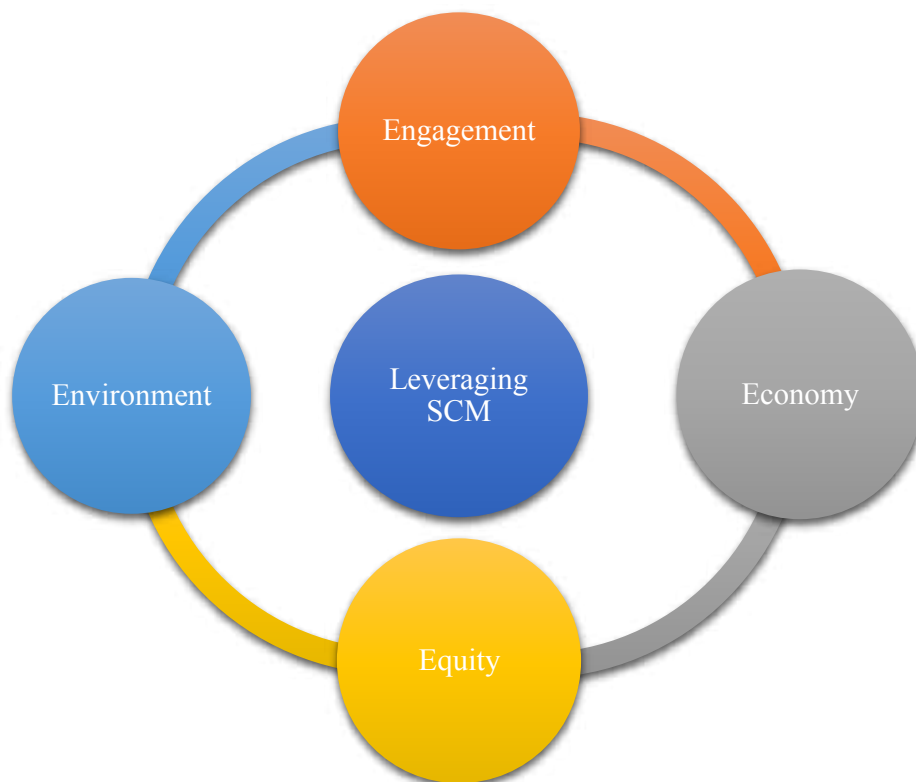 Engagement
Environment
Leveraging
SCM
Economy
Equity